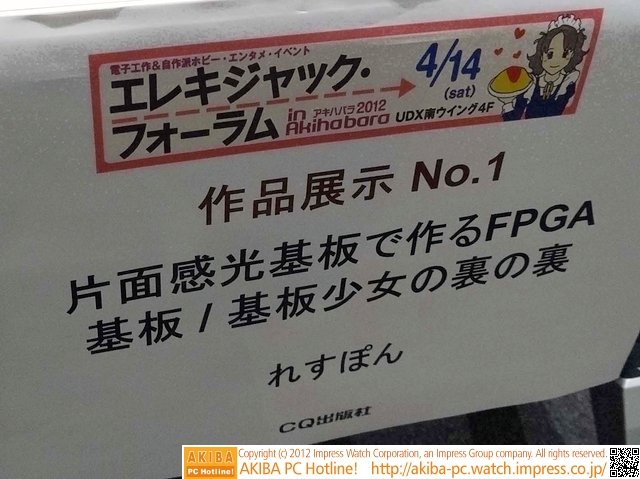 電子工作&自作派ホビー・エンタメ・イベント
エレキジャック・
フォーラム
in アキハバラ 2012
Akihabara
4/14
(sat)
UDX南ウイング4F
作品展示 No.1
片面感光基板で作るFPGA
基板 / 基板少女の裏の裏
れすぽん
CQ出版社
AKIBA
PC Hotline!
Copyright (c) 2012 Impress Watch Corporation, an Impress Group company. All rights reserved.
AKIBA PC Hotline! http://akiba-pc.watch.impress.co.jp/